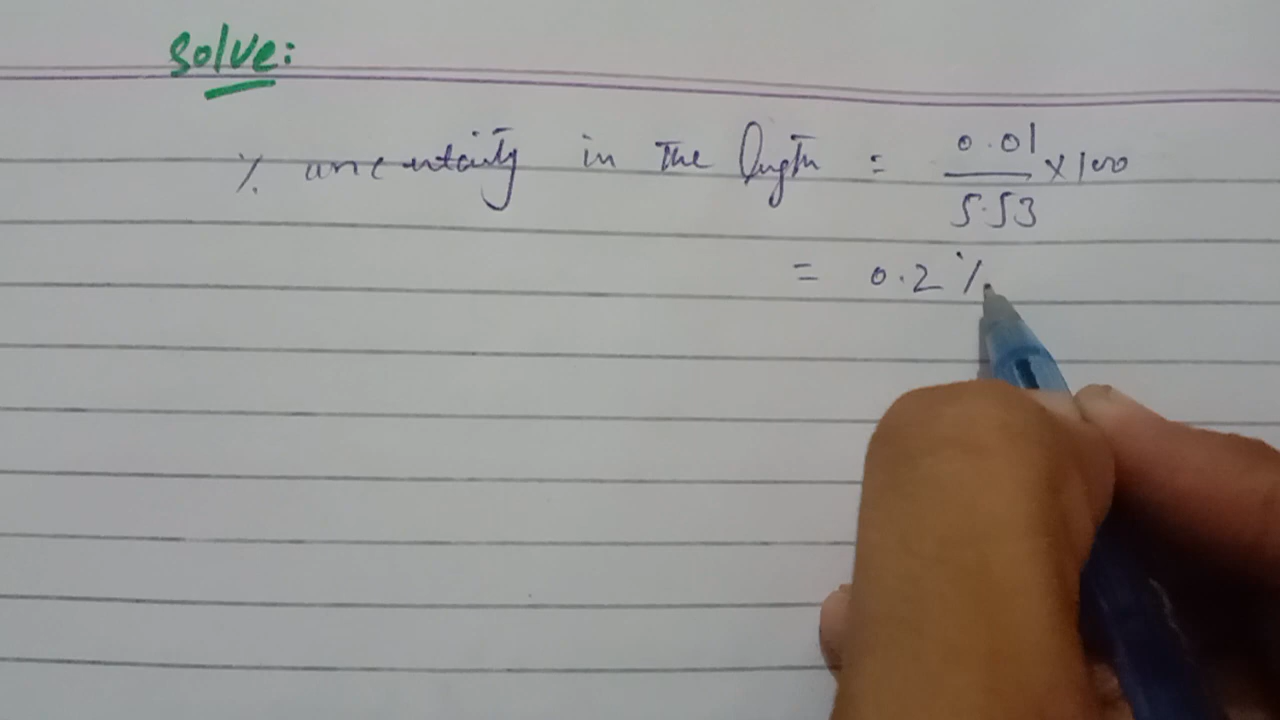 Solve:
% uncertainty in the length = 0.01 / 5.53 × 100
= 0.2 %